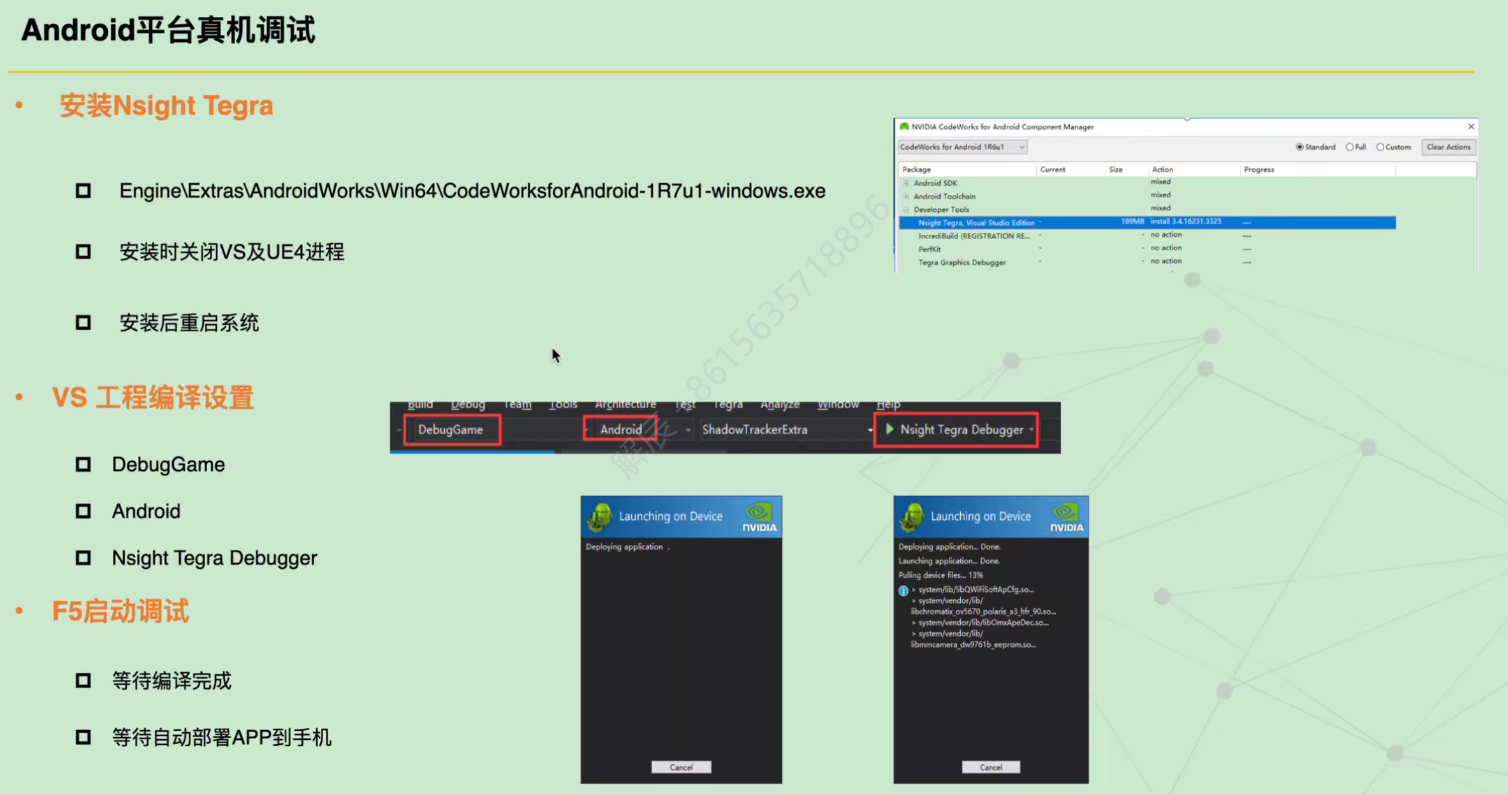 Android平台真机调试
安装Nsight Tegra
Engine\Extras\AndroidWorks\Win64\CodeWorksforAndroid-1R7u1-windows.exe
安装时关闭VS及UE4进程
安装后重启系统
NVIDIA CodeWorks for Android Component Manager
CodeWorks for Android 1R6u1
Standard Full Custom Clear Actions
Package Current Size Action Progress
Android SDK mixed
Android Toolchain mixed
Developer Tools mixed
Nsight Tegra, Visual Studio Edition - 189MB install 3.4.16231.3325 ---
IncrediBuild (REGISTRATION RE... - - no action ---
PerfKit - - no action ---
Tegra Graphics Debugger - - no action ---
解展 +8615635718896
VS 工程编译设置
DebugGame
Android
Nsight Tegra Debugger
Build Debug Team Tools Architecture Test Tegra Analyze Window Help
DebugGame Android ShadowTrackerExtra Nsight Tegra Debugger
F5启动调试
等待编译完成
等待自动部署APP到手机
Launching on Device NVIDIA
Deploying application .
Cancel
Launching on Device NVIDIA
Deploying application... Done.
Launching application... Done.
Pulling device files... 13%
> system/lib/libQWiFiSoftApCfg.so...
> system/vendor/lib/
libchromatix_ov5670_polaris_a3_hfr_90.so...
> system/vendor/lib/libOmxApeDec.so...
> system/vendor/lib/
libmmcamera_dw9761b_eeprom.so...
Cancel